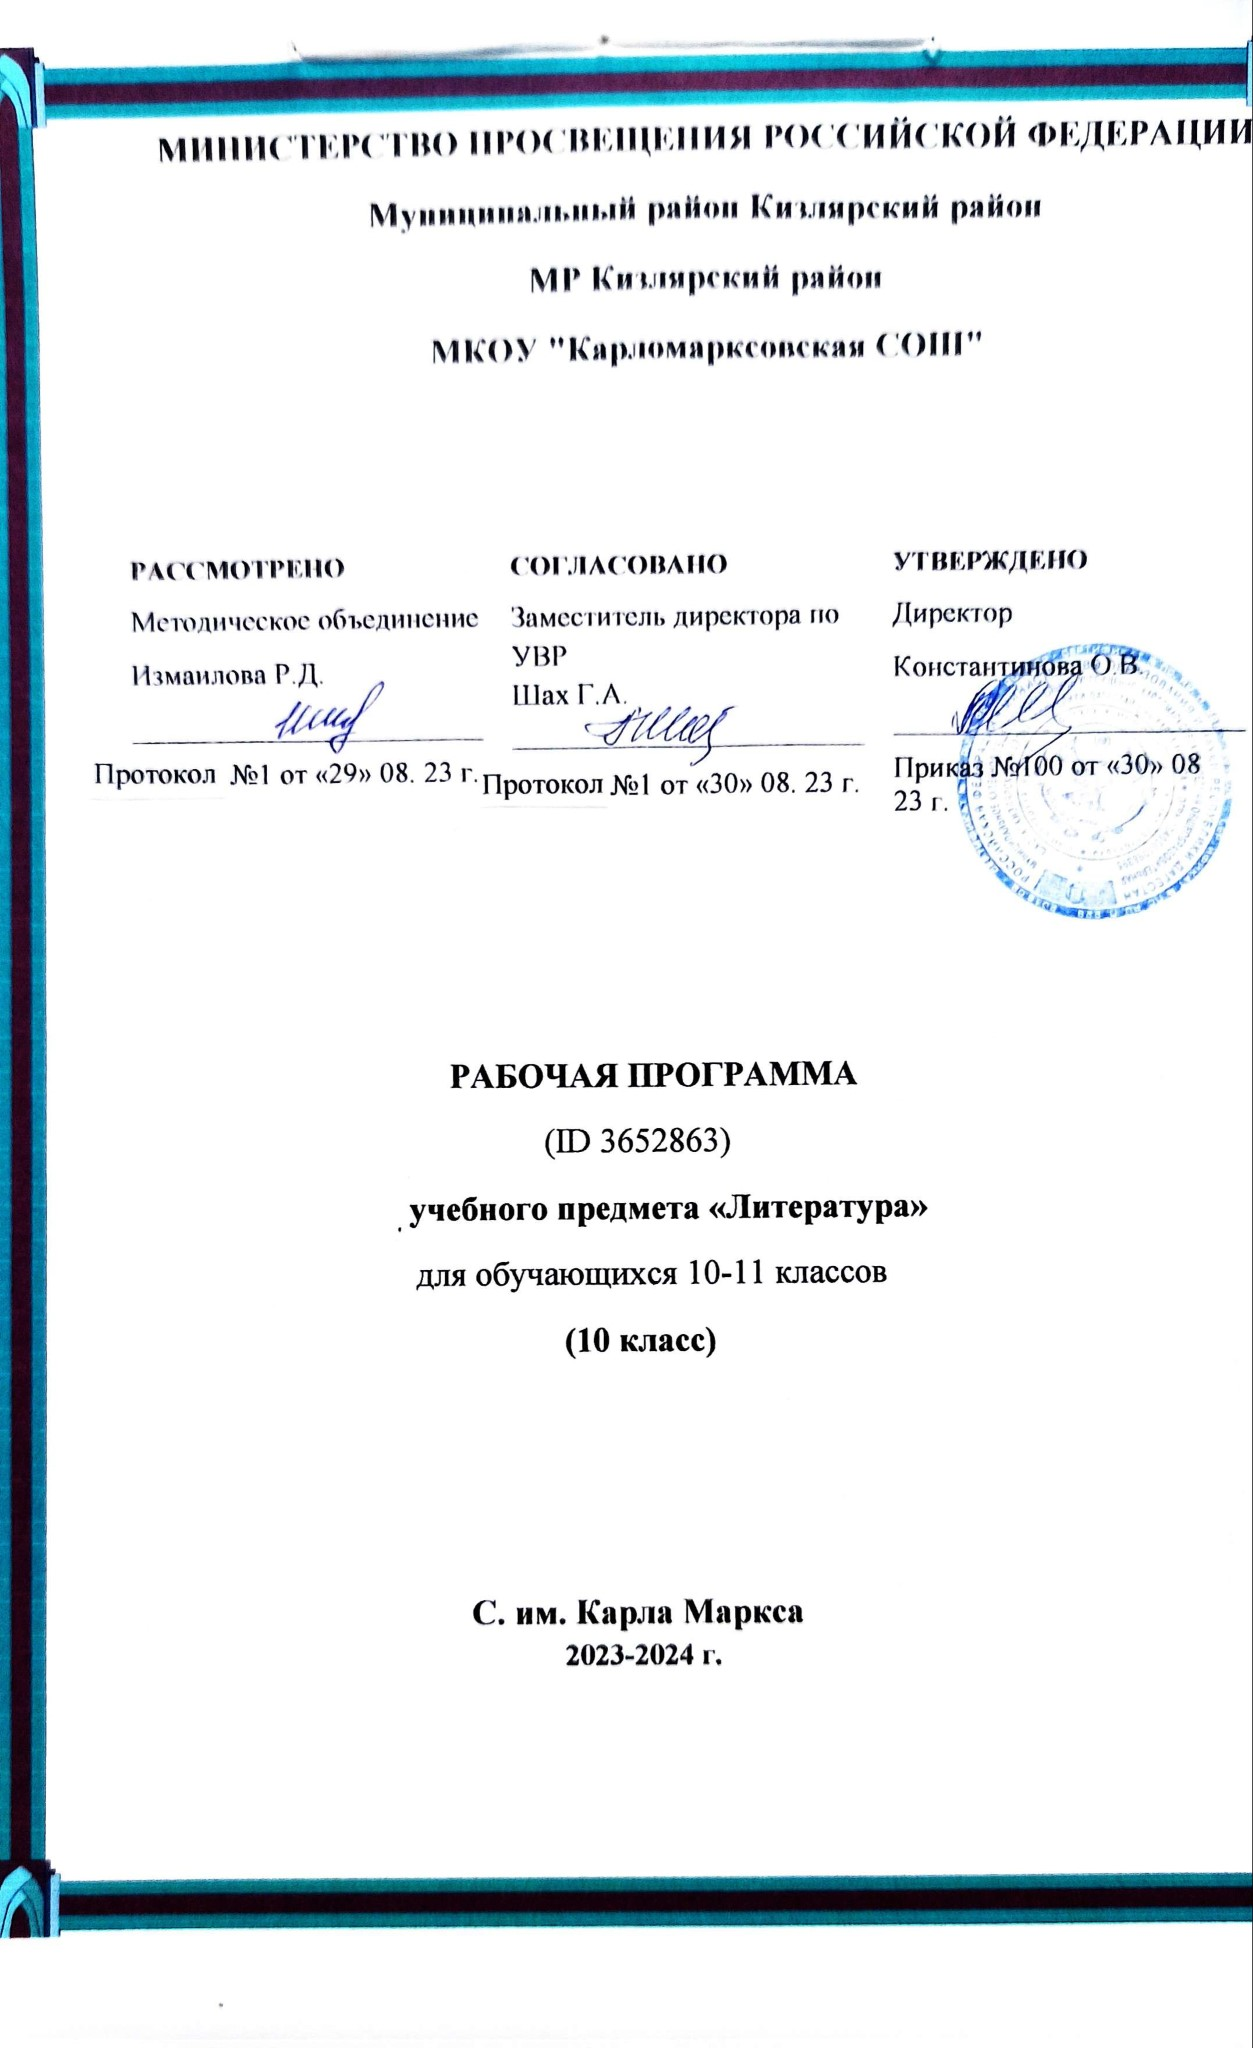 МИНИСТЕРСТВО ПРОСВЕЩЕНИЯ РОССИЙСКОЙ ФЕДЕРАЦИИ
Муниципальный район Кизлярский район
МР Кизлярский район
МКОУ "Карломарксовская СОШ"
РАССМОТРЕНО
Методическое объединение
Измаилова Р.Д.
Протокол №1 от «29» 08. 23 г.
СОГЛАСОВАНО
Заместитель директора по
УВР
Шах Г.А.
Протокол №1 от «30» 08. 23 г.
УТВЕРЖДЕНО
Директор
Константинова О.В.
Приказ №100 от «30» 08
23 г.
РАБОЧАЯ ПРОГРАММА
(ID 3652863)
учебного предмета «Литература»
для обучающихся 10-11 классов
(10 класс)
С. им. Карла Маркса
2023-2024 г.